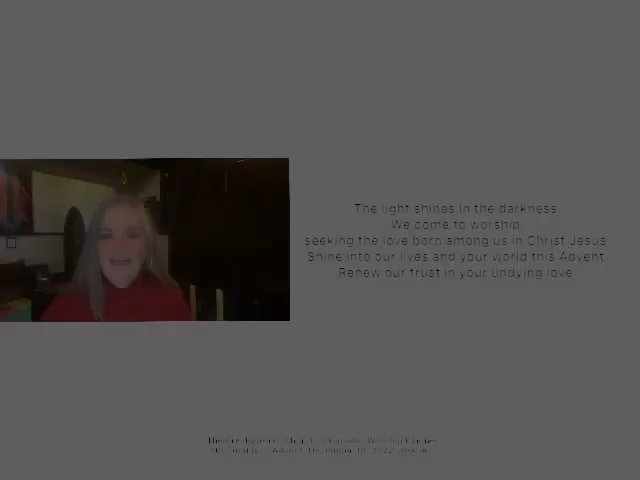 The light shines in the darkness
We come to worship,
seeking the love born among us in Christ Jesus
Shine into our lives and your world this Advent
Renew our trust in your undying love